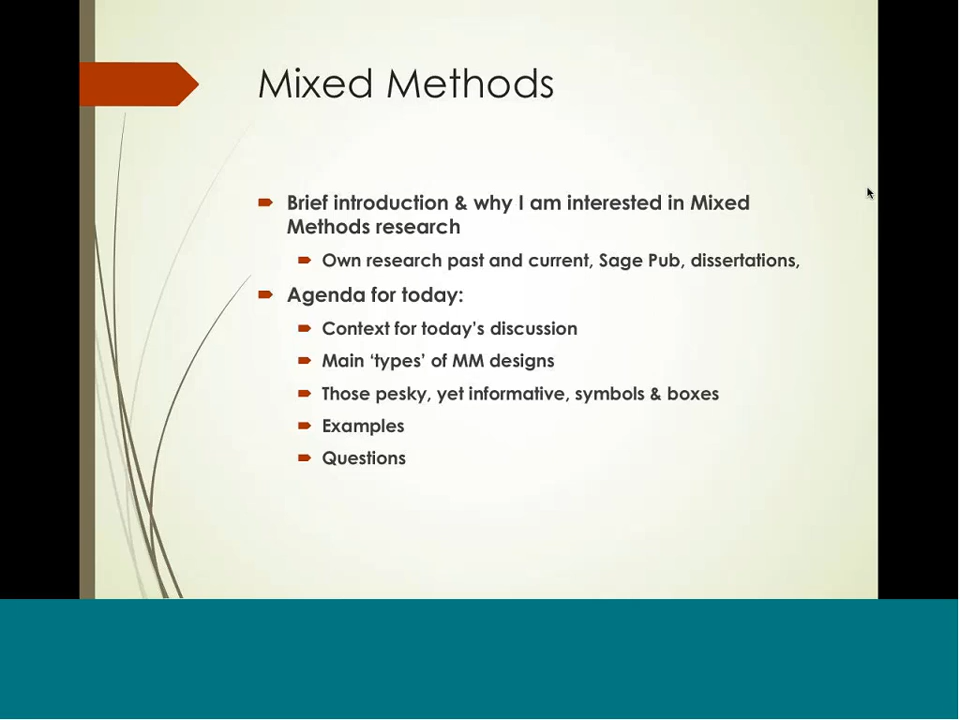 Mixed Methods
Brief introduction & why I am interested in Mixed
Methods research
Own research past and current, Sage Pub, dissertations,
Agenda for today:
Context for today's discussion
Main ‘types’ of MM designs
Those pesky, yet informative, symbols & boxes
Examples
Questions